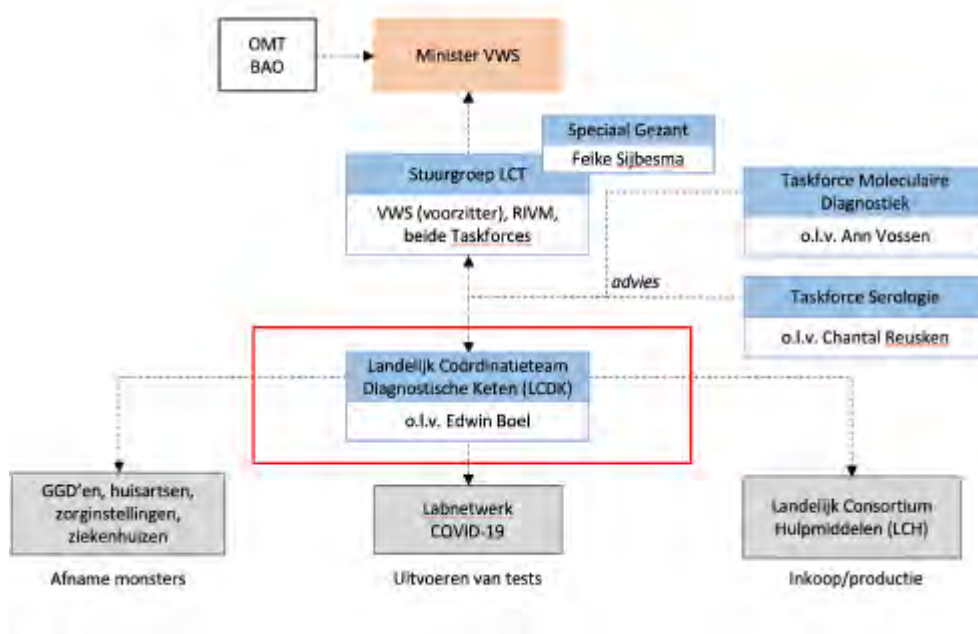 OMT
BAO
Minister VWS
Speciaal Gezant
Feike Sijbesma
Stuurgroep LCT
VWS (voorzitter), RIVM,
beide Taskforces
Taskforce Moleculaire
Diagnostiek
o.l.v. Ann Vossen
advies
Taskforce Serologie
o.l.v. Chantal Reusken
Landelijk Coördinatieteam
Diagnostische Keten (LCDK)
o.l.v. Edwin Boel
GGD'en, huisartsen,
zorginstellingen,
ziekenhuizen
Labnetwerk
COVID-19
Landelijk Consortium
Hulpmiddelen (LCH)
Afname monsters
Uitvoeren van tests
Inkoop/productie